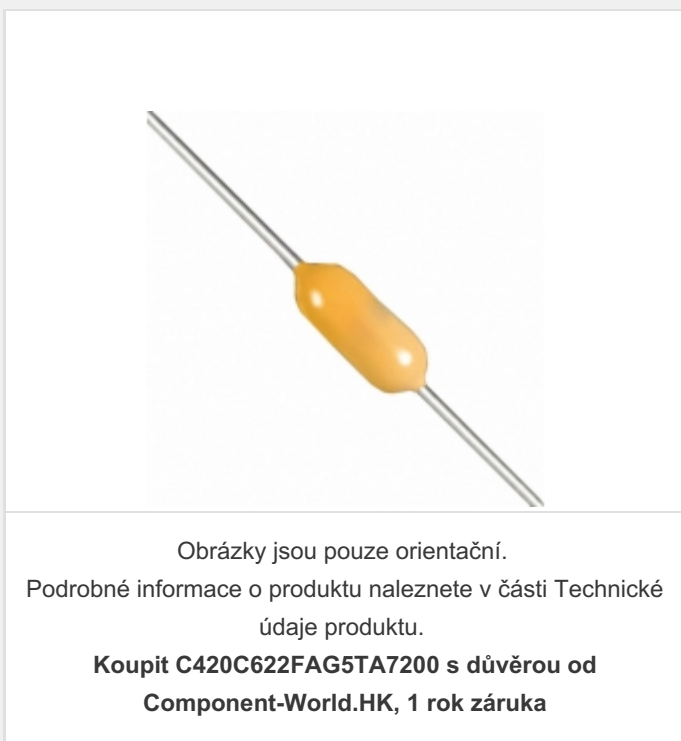 Obrázky jsou pouze orientační.
Podrobné informace o produktu naleznete v části Technické
údaje produktu.
Koupit C420C622FAG5TA7200 s důvěrou od
Component-World.HK, 1 rok záruka